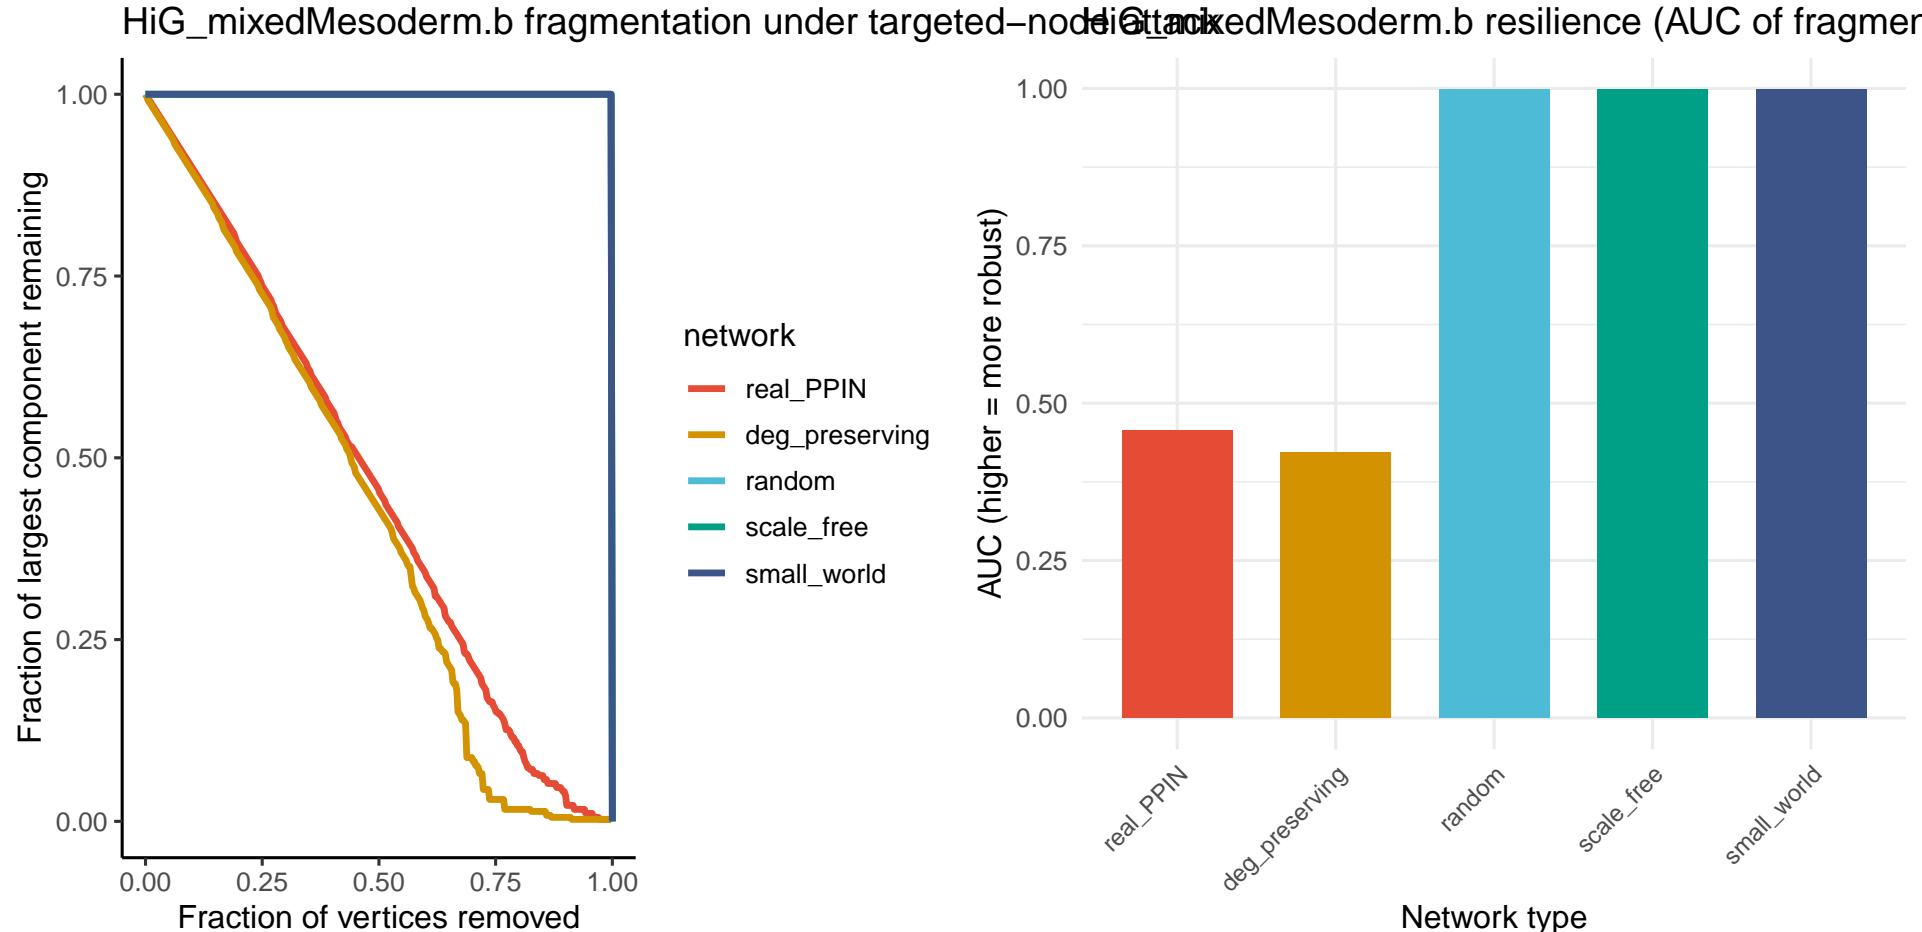 HiG_mixedMesoderm.b fragmentation under targeted−node attack
HiG_mixedMesoderm.b resilience (AUC of fragmen
Fraction of largest component remaining
1.00
0.75
0.50
0.25
0.00
0.00 0.25 0.50 0.75 1.00
Fraction of vertices removed
network
real_PPIN
deg_preserving
random
scale_free
small_world
AUC (higher = more robust)
1.00
0.75
0.50
0.25
0.00
real_PPIN
deg_preserving
random
scale_free
small_world
Network type